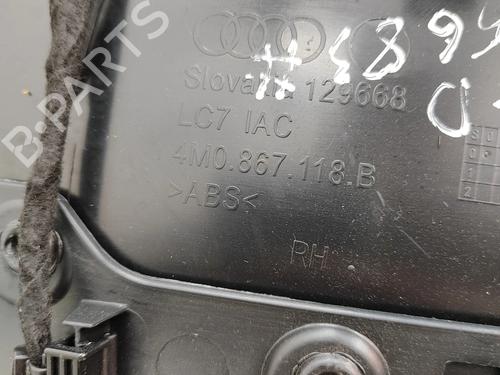 Slovakia 129668
LC7 IAC
4M0.867.118.B
>ABS<
RH
B-PARTS